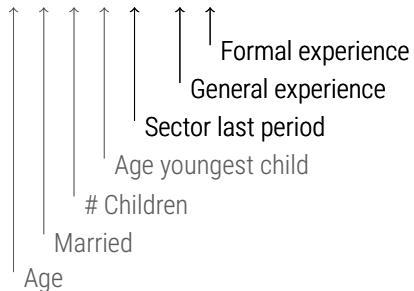 Formal experience
General experience
Sector last period
Age youngest child
# Children
Married
Age